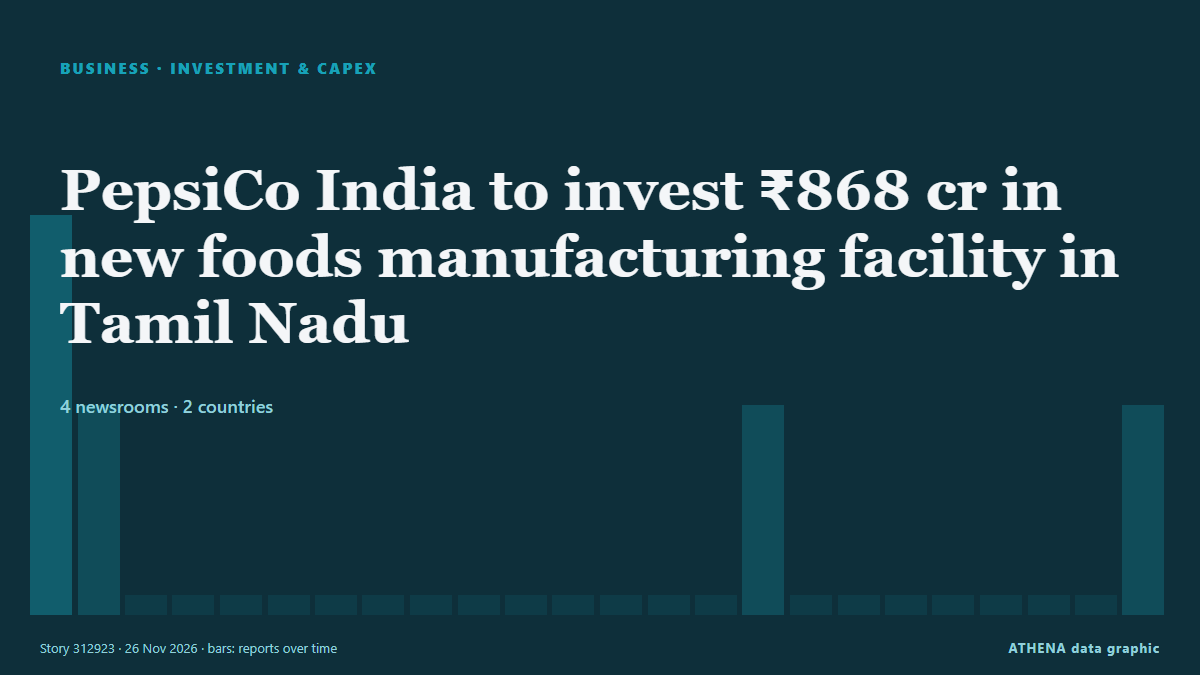 BUSINESS · INVESTMENT & CAPEX
PepsiCo India to invest ₹868 cr in
new foods manufacturing facility in
Tamil Nadu
4 newsrooms · 2 countries
Story 312923 · 26 Nov 2026 · bars: reports over time
ATHENA data graphic